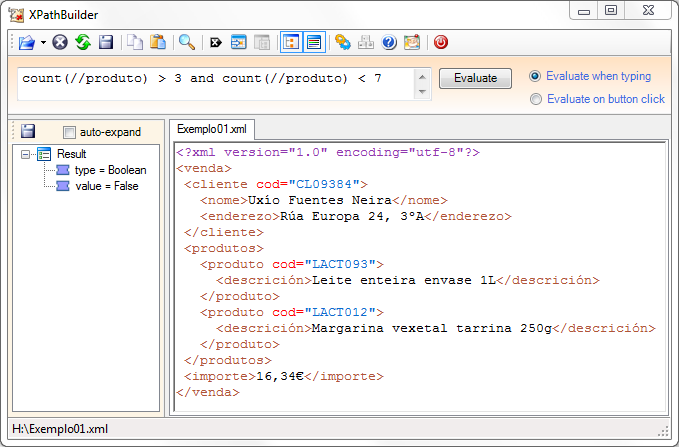 XPathBuilder
count(//produto) > 3 and count(//produto) < 7
Evaluate
Evaluate when typing
Evaluate on button click
auto-expand
Result
type = Boolean
value = False
Exemplo01.xml
<?xml version="1.0" encoding="utf-8"?>
<venda>
<cliente cod="CL09384">
<nome>Uxío Fuentes Neira</nome>
<enderezo>Rúa Europa 24, 3ºA</enderezo>
</cliente>
<produtos>
<produto cod="LACT093">
<descrición>Leite enteira envase 1L</descrición>
</produto>
<produto cod="LACT012">
<descrición>Margarina vexetal tarrina 250g</descrición>
</produto>
</produtos>
<importe>16,34€</importe>
</venda>
H:\Exemplo01.xml